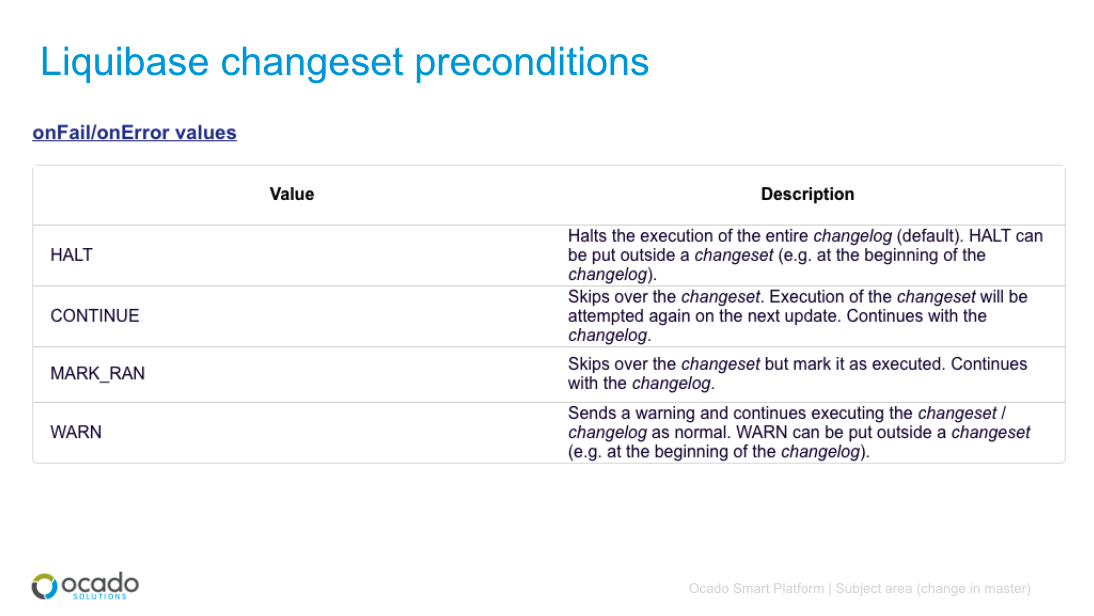 Liquibase changeset preconditions
onFail/onError values
Value
Description
HALT
Halts the execution of the entire changelog (default). HALT can
be put outside a changeset (e.g. at the beginning of the
changelog).
CONTINUE
Skips over the changeset. Execution of the changeset will be
attempted again on the next update. Continues with the
changelog.
MARK_RAN
Skips over the changeset but mark it as executed. Continues
with the changelog.
WARN
Sends a warning and continues executing the changeset /
changelog as normal. WARN can be put outside a changeset
(e.g. at the beginning of the changelog).
ocado
SOLUTIONS
Ocado Smart Platform | Subject area (change in master)